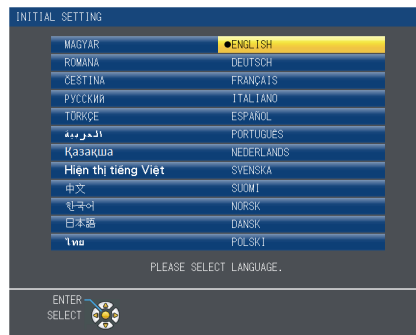 INITIAL SETTING
MAGYAR ●ENGLISH
ROMÂNA DEUTSCH
ČEŠTINA FRANÇAIS
РУССКИЙ ITALIANO
TÜRKÇE ESPAÑOL
العربية PORTUGUÊS
Қазақша NEDERLANDS
Hiện thị tiếng Việt SVENSKA
中文 SUOMI
한국어 NORSK
日本語 DANSK
ไทย POLSKI
PLEASE SELECT LANGUAGE.
ENTER
SELECT